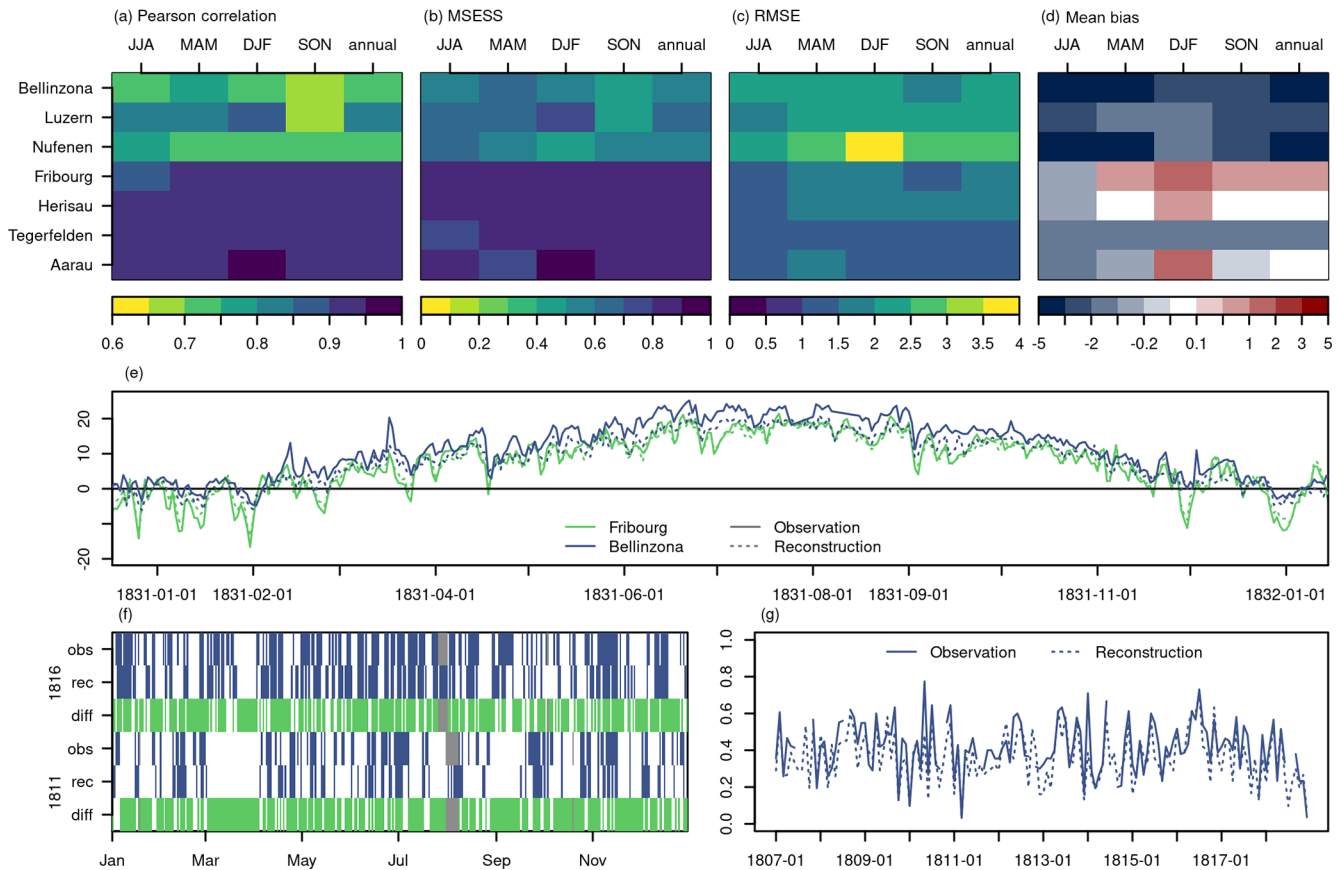 (a) Pearson correlation (b) MSESS (c) RMSE (d) Mean bias
JJA MAM DJF SON annual JJA MAM DJF SON annual JJA MAM DJF SON annual JJA MAM DJF SON annual
Bellinzona
Luzern
Nufenen
Fribourg
Herisau
Tegerfelden
Aarau
0.6 0.7 0.8 0.9 1 0 0.2 0.4 0.6 0.8 1 0 0.5 1 1.5 2 2.5 3 3.5 4 -5 -2 -0.2 0.1 1 2 3 5
(e)
20
10
0
-20
Fribourg Observation
Bellinzona Reconstruction
1831-01-01 1831-02-01 1831-04-01 1831-06-01 1831-08-01 1831-09-01 1831-11-01 1832-01-01
(f) (g)
1816
obs
rec
diff
1811
obs
rec
diff
Jan Mar May Jul Sep Nov
Observation Reconstruction
1.0
0.8
0.6
0.4
0.2
0.0
1807-01 1809-01 1811-01 1813-01 1815-01 1817-01